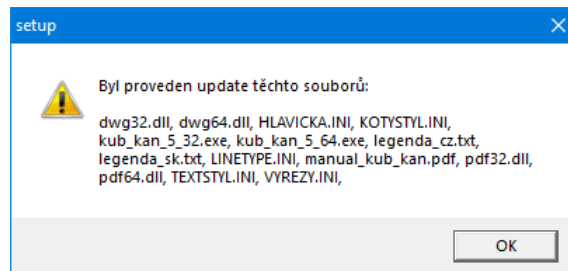 setup
Byl proveden update těchto souborů:
dwg32.dll, dwg64.dll, HLAVICKA.INI, KOTYSTYL.INI,
kub_kan_5_32.exe, kub_kan_5_64.exe, legenda_cz.txt,
legenda_sk.txt, LINETYPE.INI, manual_kub_kan.pdf, pdf32.dll,
pdf64.dll, TEXTSTYL.INI, VYREZY.INI,
OK